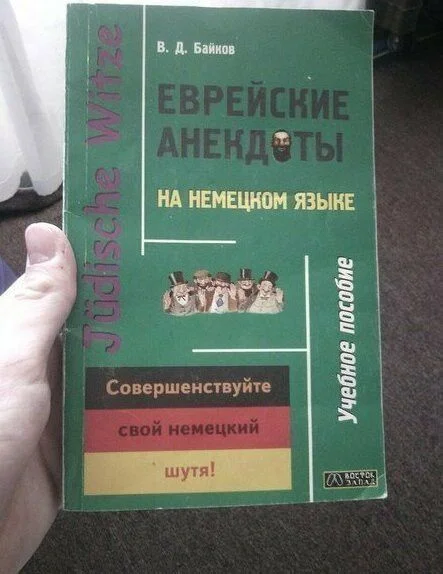 В. Д. Байков
ЕВРЕЙСКИЕ
АНЕКДОТЫ
НА НЕМЕЦКОМ ЯЗЫКЕ
Jüdische Witze
Учебное пособие
Совершенствуйте
свой немецкий
шутя!
ВОСТОК
ЗАПАД